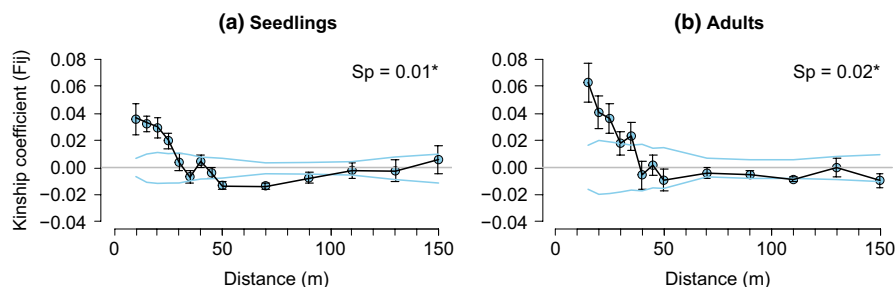 (a) Seedlings
Kinship coefficient (Fij)
0.08
0.06
0.04
0.02
0.00
−0.02
−0.04
Sp = 0.01*
0 50 100 150
Distance (m)
(b) Adults
0.08
0.06
0.04
0.02
0.00
−0.02
−0.04
Sp = 0.02*
0 50 100 150
Distance (m)